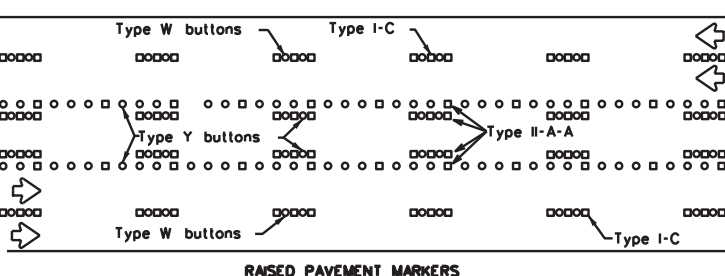 Type W buttons
Type I-C
Type Y buttons
Type II-A-A
Type W buttons
Type I-C
RAISED PAVEMENT MARKERS